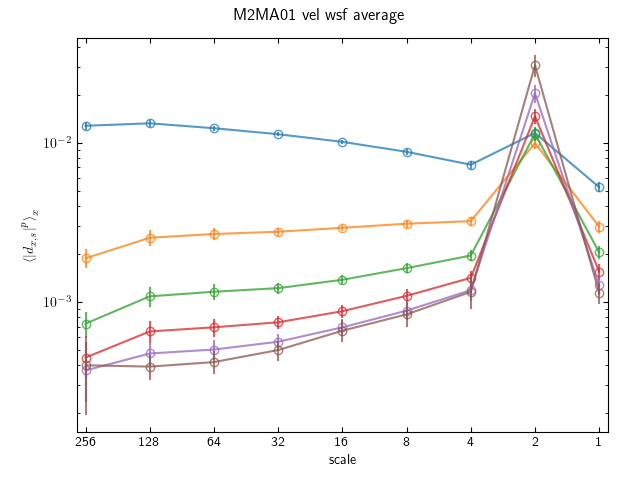 M2MA01 vel wsf average
10⁻²
10⁻³
⟨|d_{x,s}|^p⟩_x
256 128 64 32 16 8 4 2 1
scale